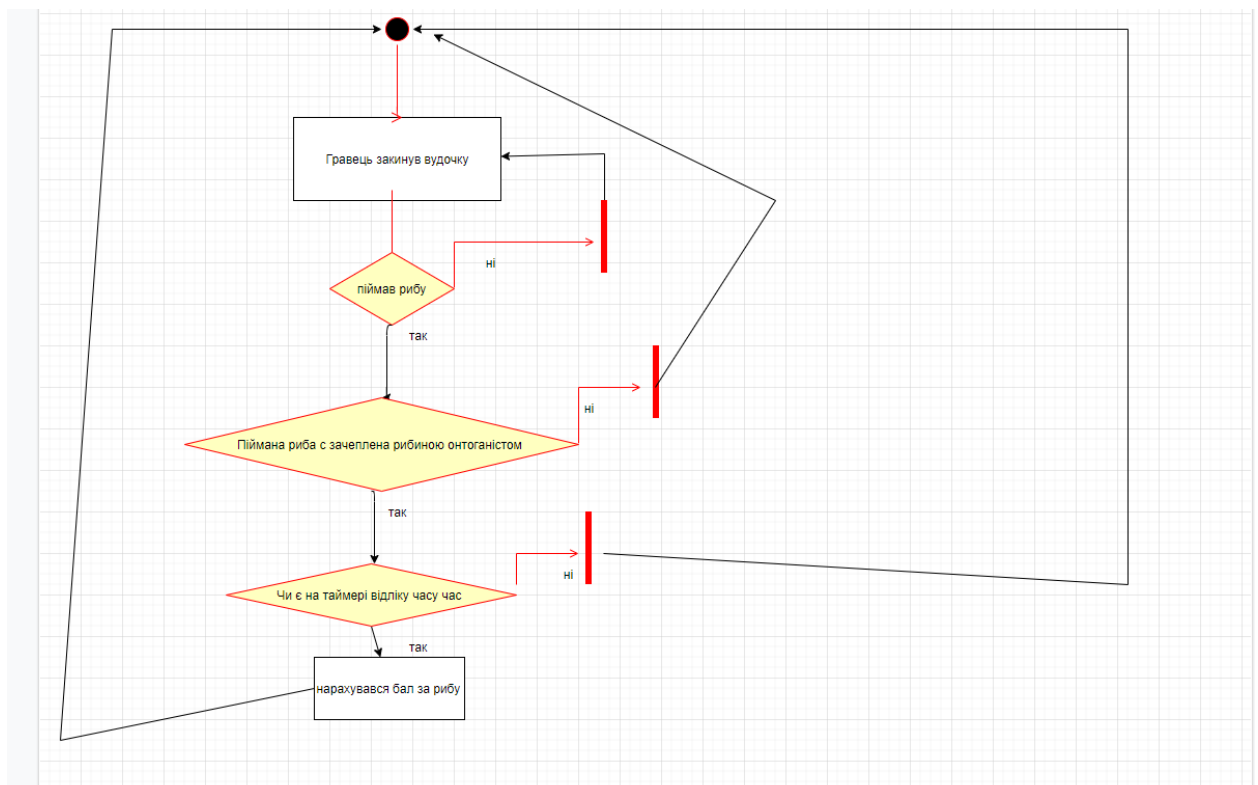 Гравець закинув вудочку
ні
піймав рибу
так
ні
Піймана риба с зачеплена рибиною онтоганістом
так
ні
Чи є на таймері відліку часу час
так
нарахувався бал за рибу